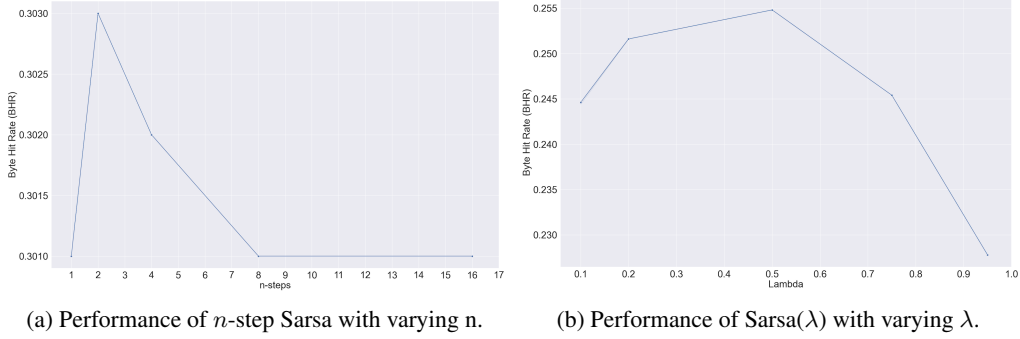 0.3030
0.3025
0.3020
0.3015
0.3010
Byte Hit Rate (BHR)
1 2 3 4 5 6 7 8 9 10 11 12 13 14 15 16 17
n-steps
(a) Performance of n-step Sarsa with varying n.
0.255
0.250
0.245
0.240
0.235
0.230
Byte Hit Rate (BHR)
0.1 0.2 0.3 0.4 0.5 0.6 0.7 0.8 0.9 1.0
Lambda
(b) Performance of Sarsa(λ) with varying λ.